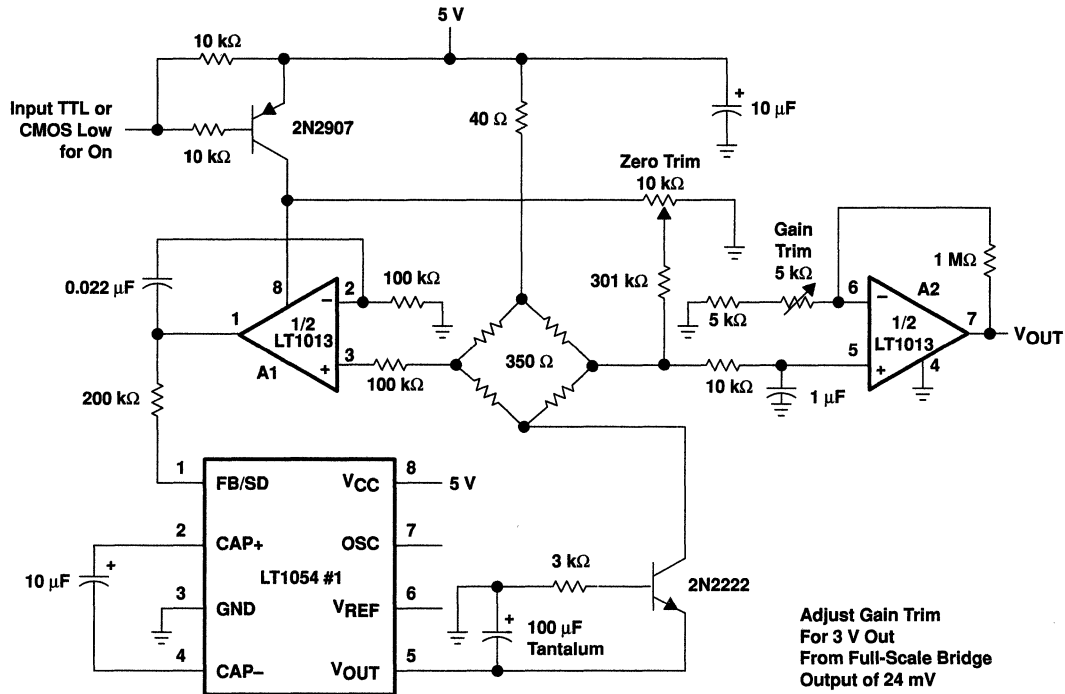 5 V
10 kΩ
Input TTL or
CMOS Low
for On
10 kΩ
2N2907
40 Ω
+
10 µF
Zero Trim
10 kΩ
Gain
Trim
5 kΩ
1 MΩ
0.022 µF
8
2
–
100 kΩ
301 kΩ
5 kΩ
6
–
A2
1
1/2
LT1013
A1
3
+
100 kΩ
350 Ω
10 kΩ
1 µF
5
+
1/2
LT1013
7
4
VOUT
200 kΩ
1
FB/SD
VCC
8
5 V
2
CAP+
OSC
7
10 µF
+
LT1054 #1
3
GND
VREF
6
4
CAP–
VOUT
5
3 kΩ
2N2222
+
100 µF
Tantalum
Adjust Gain Trim
For 3 V Out
From Full-Scale Bridge
Output of 24 mV